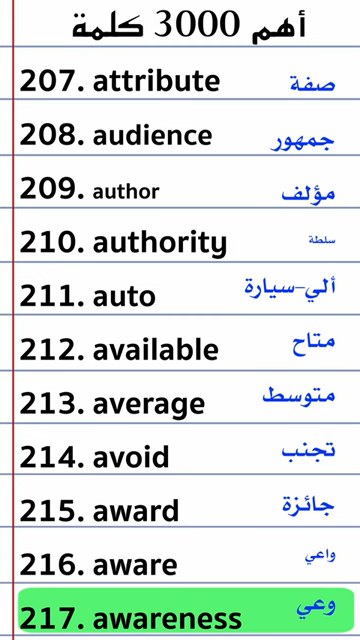 أهم 3000 كلمة
207. attribute صفة
208. audience جمهور
209. author مؤلف
210. authority سلطة
211. auto ألي-سيارة
212. available متاح
213. average متوسط
214. avoid تجنب
215. award جائزة
216. aware واعي
217. awareness وعي